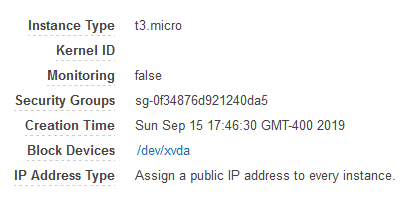 Instance Type t3.micro
Kernel ID
Monitoring false
Security Groups sg-0f34876d921240da5
Creation Time Sun Sep 15 17:46:30 GMT-400 2019
Block Devices /dev/xvda
IP Address Type Assign a public IP address to every instance.